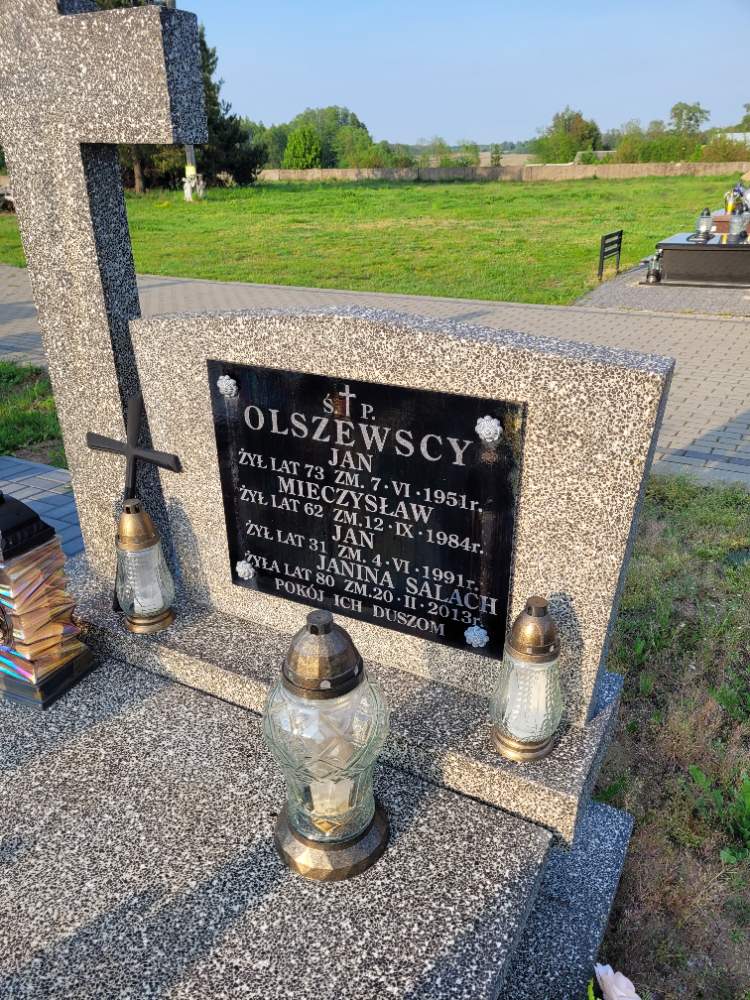 Ś.P.
OLSZEWSCY
JAN
ŻYŁ LAT 73 ZM. 7·VI·1951r.
MIECZYSŁAW
ŻYŁ LAT 62 ZM.12·IX·1984r.
JAN
ŻYŁ LAT 31 ZM. 4·VI·1991r.
JANINA SALACH
ŻYŁA LAT 80 ZM.20·II·2013r.
POKÓJ ICH DUSZOM